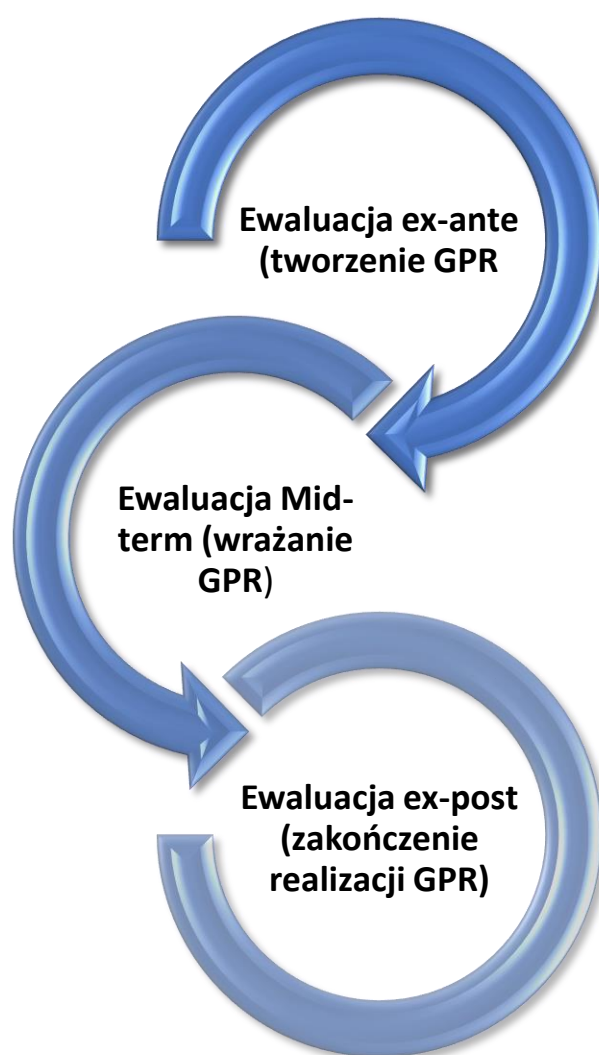 Ewaluacja ex-ante
(tworzenie GPR
Ewaluacja Mid-
term (wrażanie
GPR)
Ewaluacja ex-post
(zakończenie
realizacji GPR)